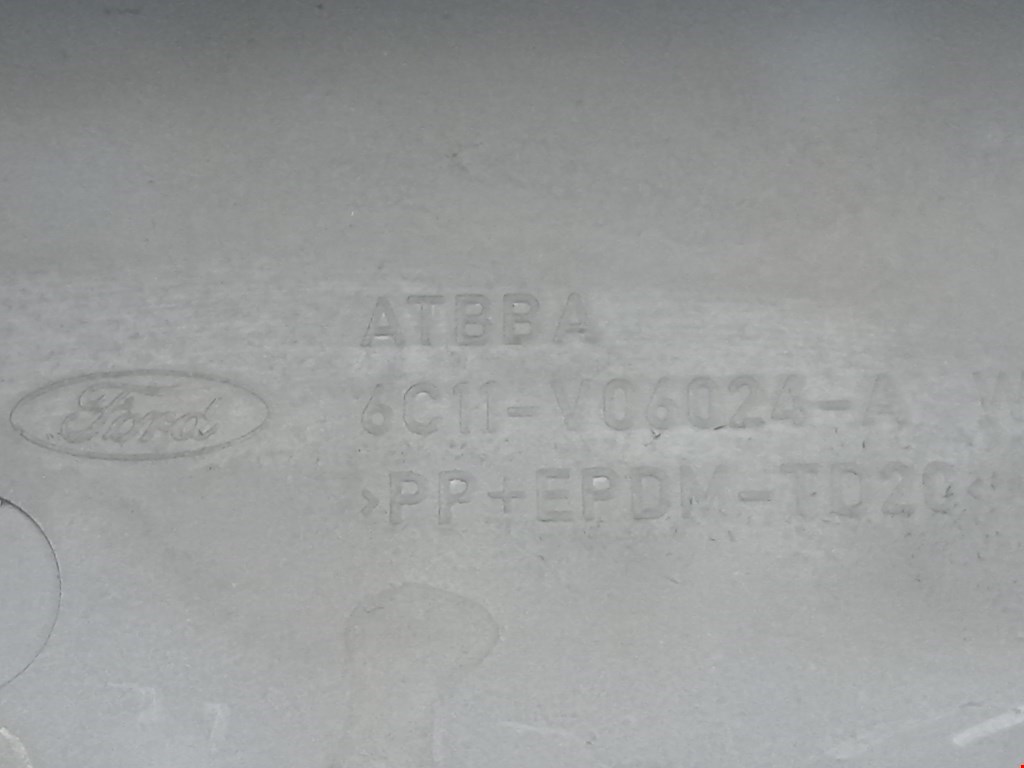 ATBBA
Ford 6C11-V06024-A
>PP+EPDM-TD20<